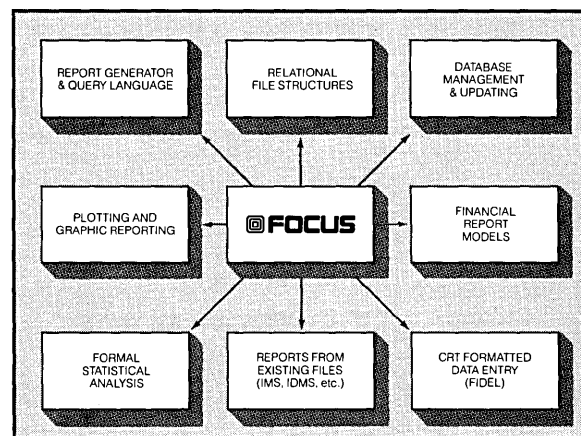 REPORT GENERATOR
& QUERY LANGUAGE
RELATIONAL
FILE STRUCTURES
DATABASE
MANAGEMENT
& UPDATING
PLOTTING AND
GRAPHIC REPORTING
FOCUS
FINANCIAL
REPORT
MODELS
FORMAL
STATISTICAL
ANALYSIS
REPORTS FROM
EXISTING FILES
(IMS, IDMS, etc.)
CRT FORMATTED
DATA ENTRY
(FIDEL)